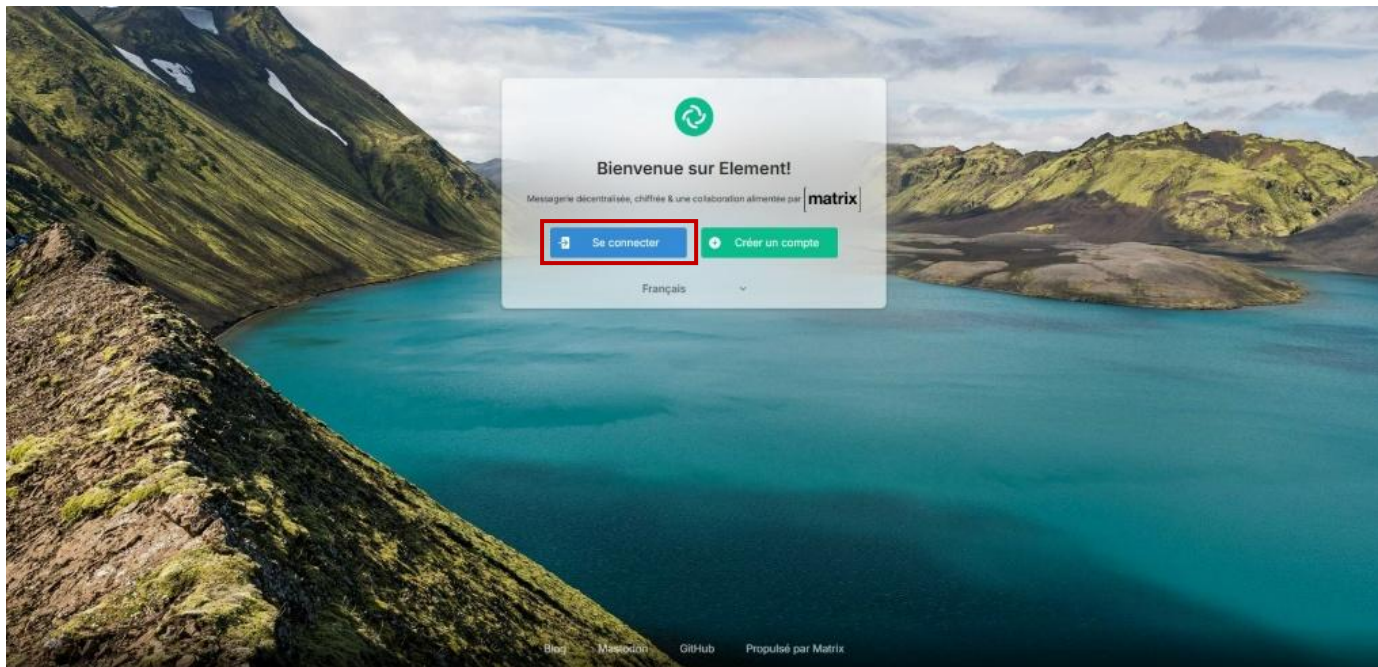 Bienvenue sur Element!
Messagerie décentralisée, chiffrée & une collaboration alimentée par [matrix]
Se connecter
Créer un compte
Français
Blog Mastodon GitHub Propulsé par Matrix